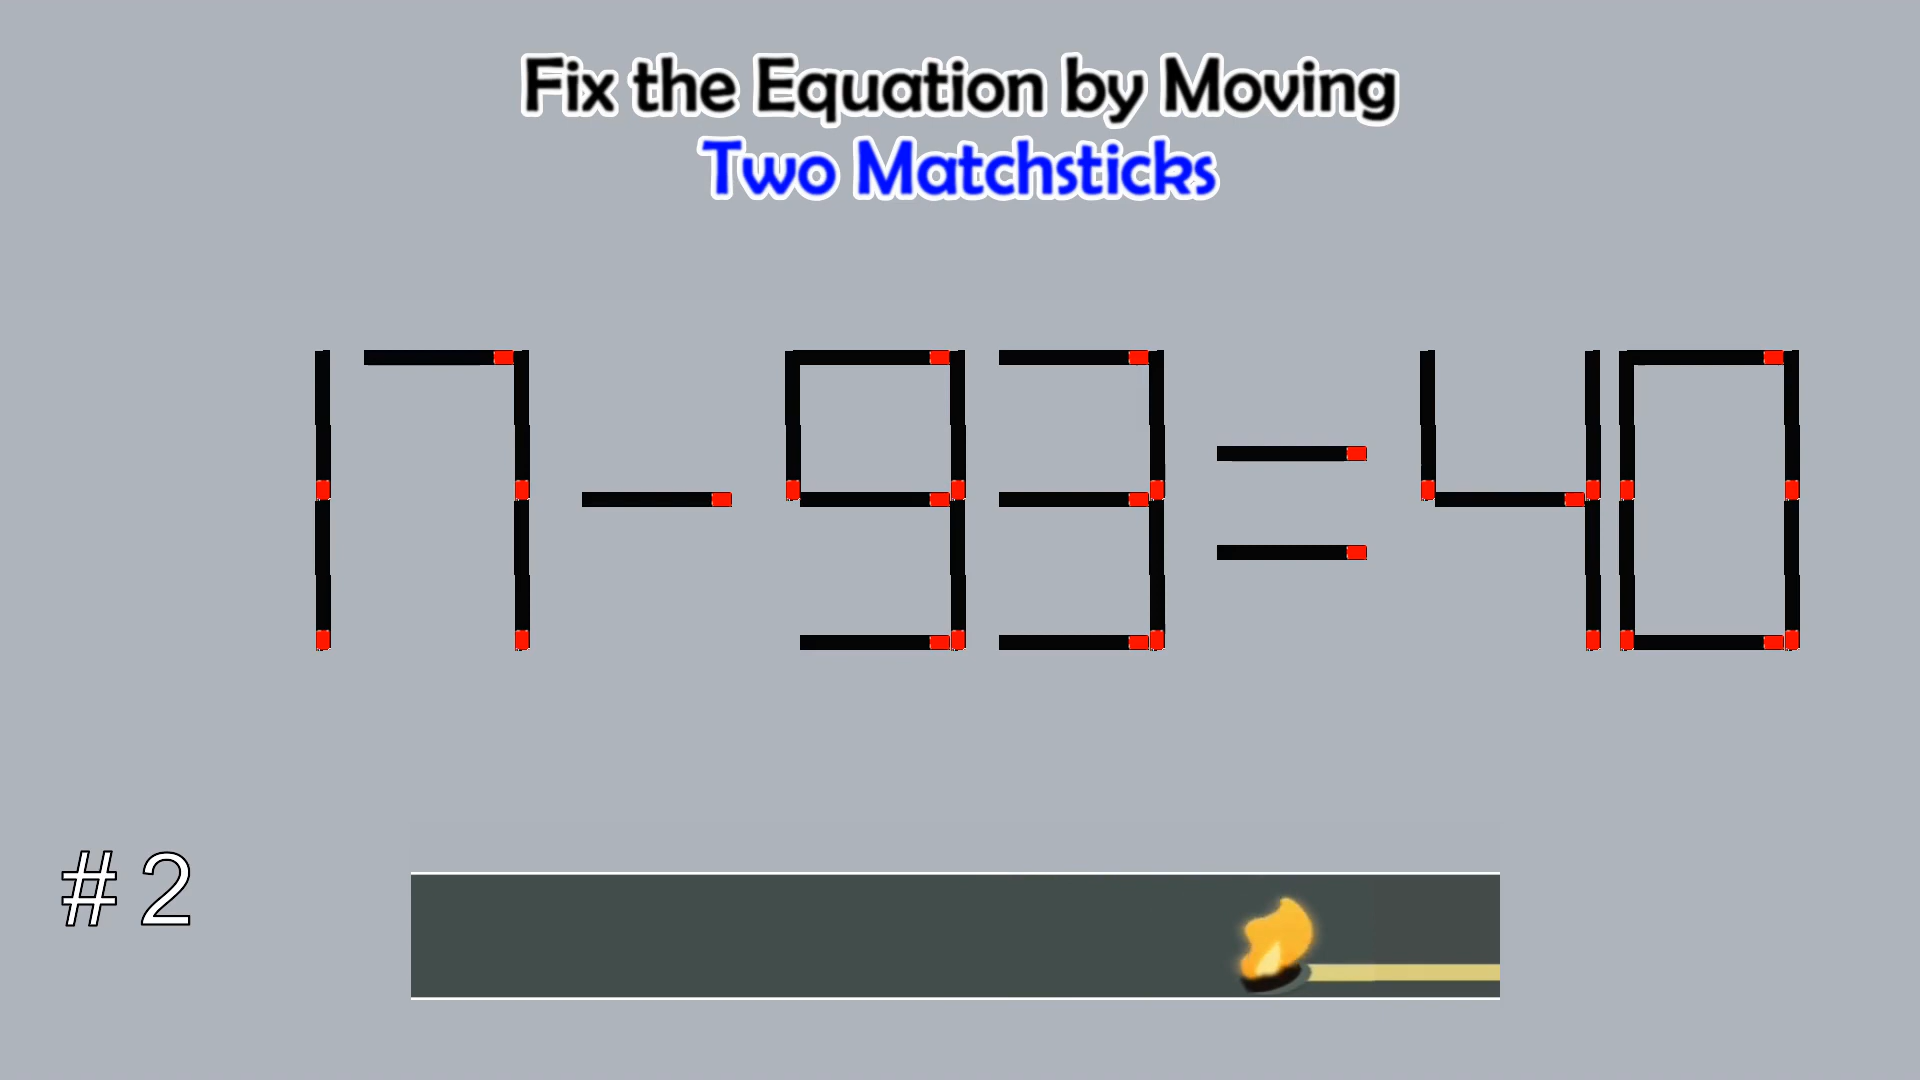 Fix the Equation by Moving
Two Matchsticks
17-93=40
#2